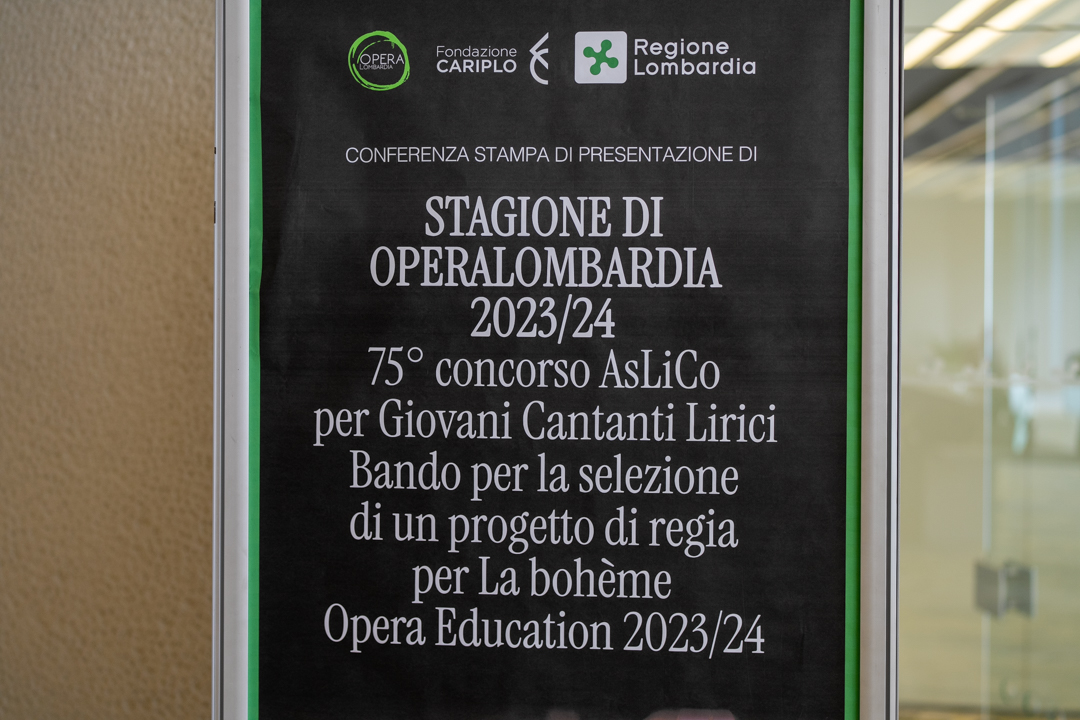 OPERA
LOMBARDIA
Fondazione
CARIPLO
Regione
Lombardia
CONFERENZA STAMPA DI PRESENTAZIONE DI
STAGIONE DI
OPERALOMBARDIA
2023/24
75° concorso AsLiCo
per Giovani Cantanti Lirici
Bando per la selezione
di un progetto di regia
per La bohème
Opera Education 2023/24